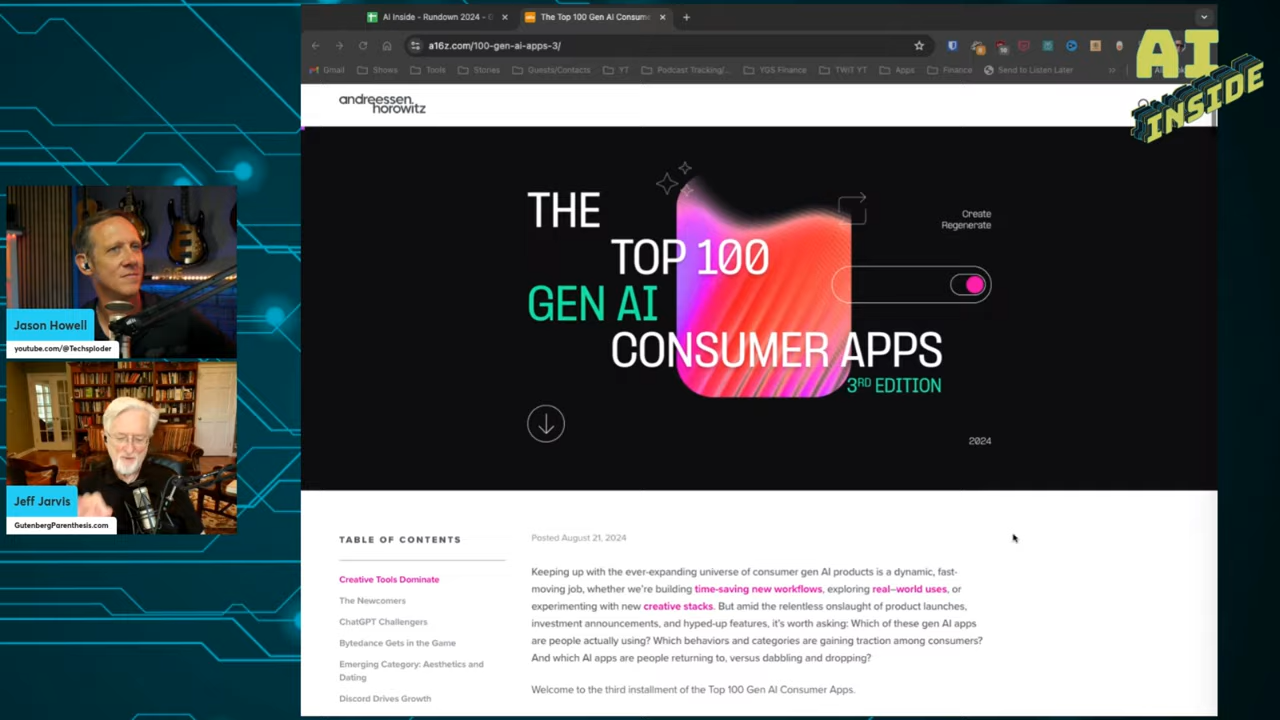 AI Inside - Rundown 2024 -
The Top 100 Gen AI Consume
a16z.com/100-gen-ai-apps-3/
Gmail
Shows
Tools
Stories
Guests/Contacts
YT
Podcast Tracking/...
YGS Finance
TWiT YT
Apps
Finance
Send to Listen Later
AI
INSIDE
andreessen.
horowitz
THE
TOP 100
GEN AI
CONSUMER APPS
3RD EDITION
Create
Regenerate
2024
Jason Howell
youtube.com/@Techsploder
Jeff Jarvis
GutenbergParenthesis.com
TABLE OF CONTENTS
Creative Tools Dominate
The Newcomers
ChatGPT Challengers
Bytedance Gets in the Game
Emerging Category: Aesthetics and
Dating
Discord Drives Growth
Posted August 21, 2024
Keeping up with the ever-expanding universe of consumer gen AI products is a dynamic, fast-
moving job, whether we're building time-saving new workflows, exploring real–world uses, or
experimenting with new creative stacks. But amid the relentless onslaught of product launches,
investment announcements, and hyped-up features, it's worth asking: Which of these gen AI apps
are people actually using? Which behaviors and categories are gaining traction among consumers?
And which AI apps are people returning to, versus dabbling and dropping?
Welcome to the third installment of the Top 100 Gen AI Consumer Apps.